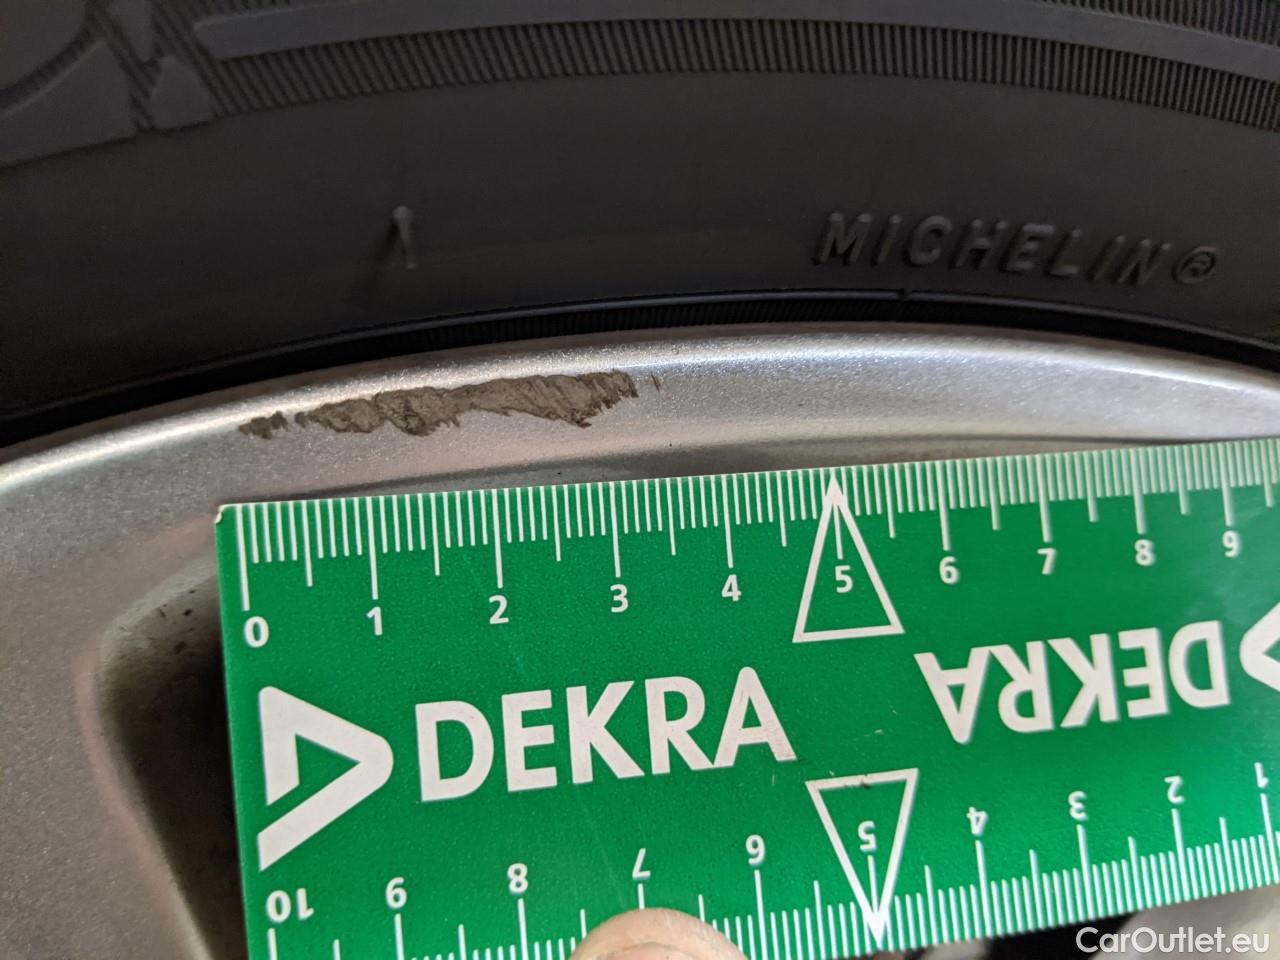 MICHELIN®
0 1 2 3 4 5 6 7 8 9
DEKRA
DEKRA
10 9 8 7 6 5 4 3 2 1
CarOutlet.eu